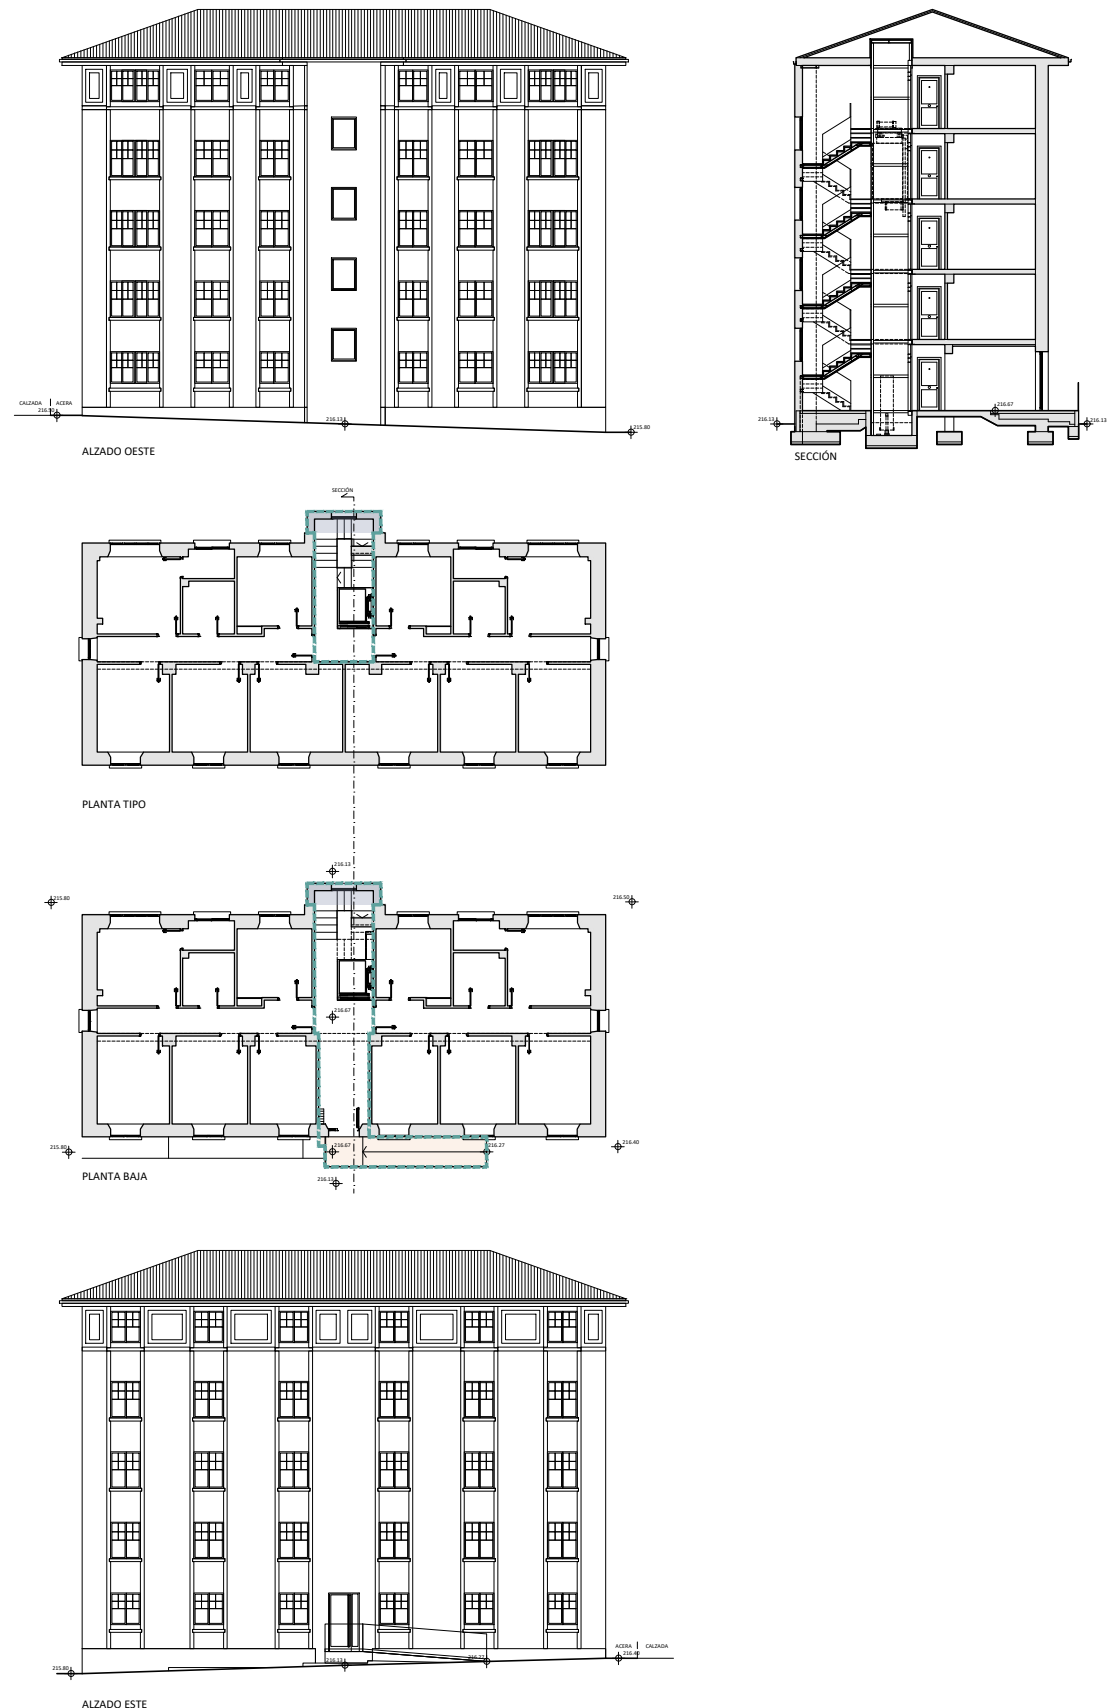 CALZADA
ACERA
216.50
216.13
215.80
ALZADO OESTE
216.13
216.67
216.13
SECCIÓN
SECCIÓN
PLANTA TIPO
216.13
215.80
216.50
216.67
215.80
216.67
216.27
216.40
PLANTA BAJA
216.13
ACERA
CALZADA
215.80
216.13
216.27
216.40
ALZADO ESTE